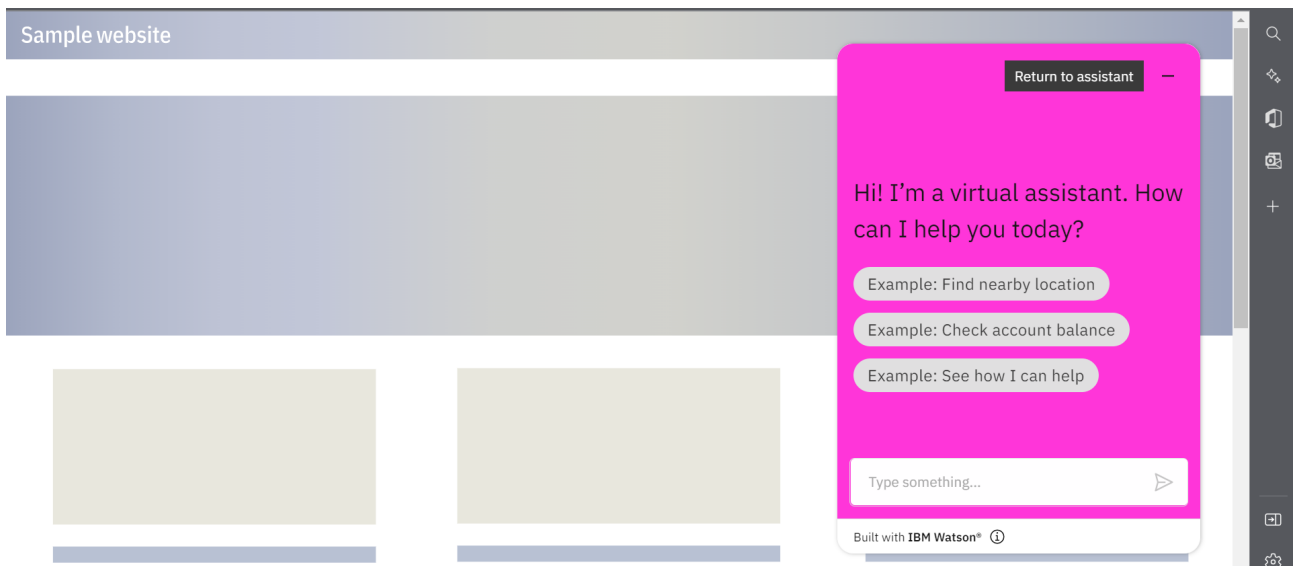 Sample website
Return to assistant
Hi! I’m a virtual assistant. How
can I help you today?
Example: Find nearby location
Example: Check account balance
Example: See how I can help
Type something...
Built with IBM Watson®